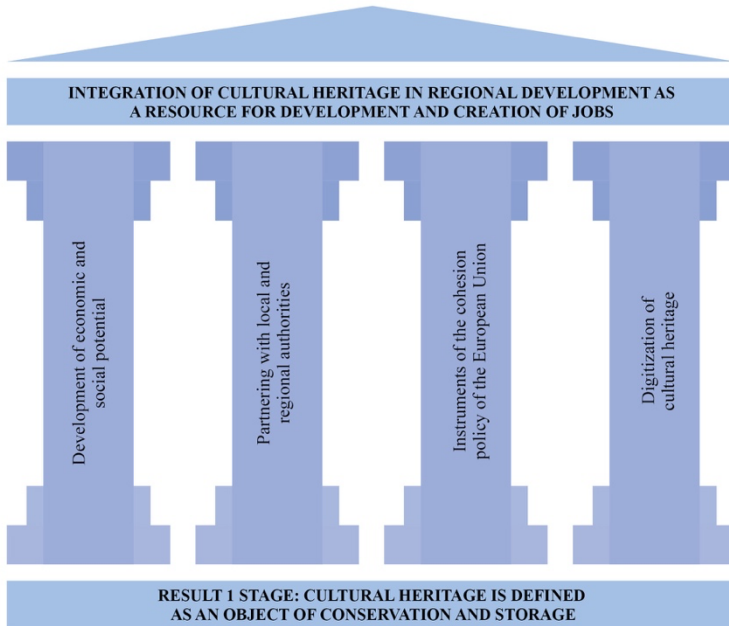 INTEGRATION OF CULTURAL HERITAGE IN REGIONAL DEVELOPMENT AS
A RESOURCE FOR DEVELOPMENT AND CREATION OF JOBS
Development of economic and
social potential
Partnering with local and
regional authorities
Instruments of the cohesion
policy of the European Union
Digitization of
cultural heritage
RESULT 1 STAGE: CULTURAL HERITAGE IS DEFINED
AS AN OBJECT OF CONSERVATION AND STORAGE